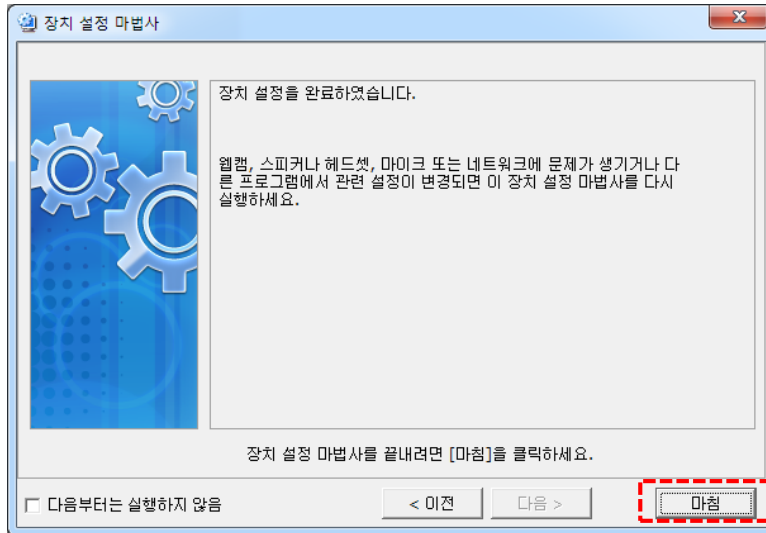 장치 설정 마법사
장치 설정을 완료하였습니다.
웹캠, 스피커나 헤드셋, 마이크 또는 네트워크에 문제가 생기거나 다
른 프로그램에서 관련 설정이 변경되면 이 장치 설정 마법사를 다시
실행하세요.
장치 설정 마법사를 끝내려면 [마침]을 클릭하세요.
다음부터는 실행하지 않음
< 이전
다음 >
마침